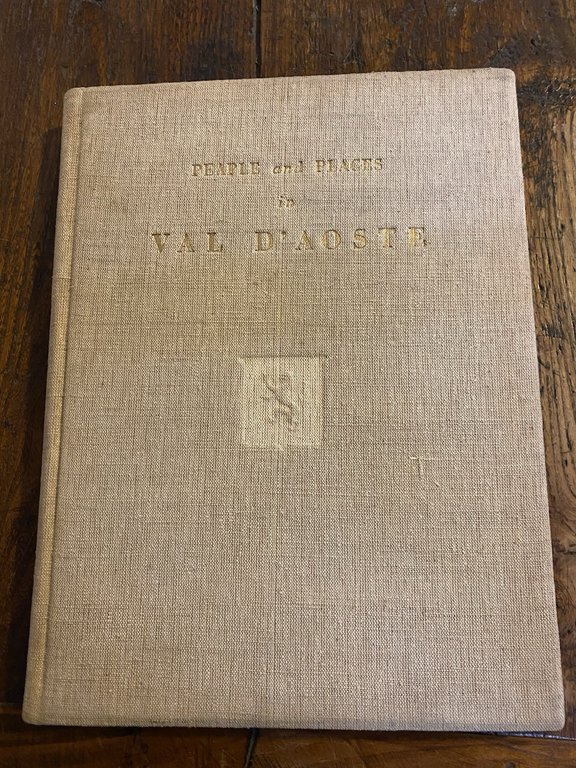 PEAPLE and PLACES
in
VAL D'AOSTE